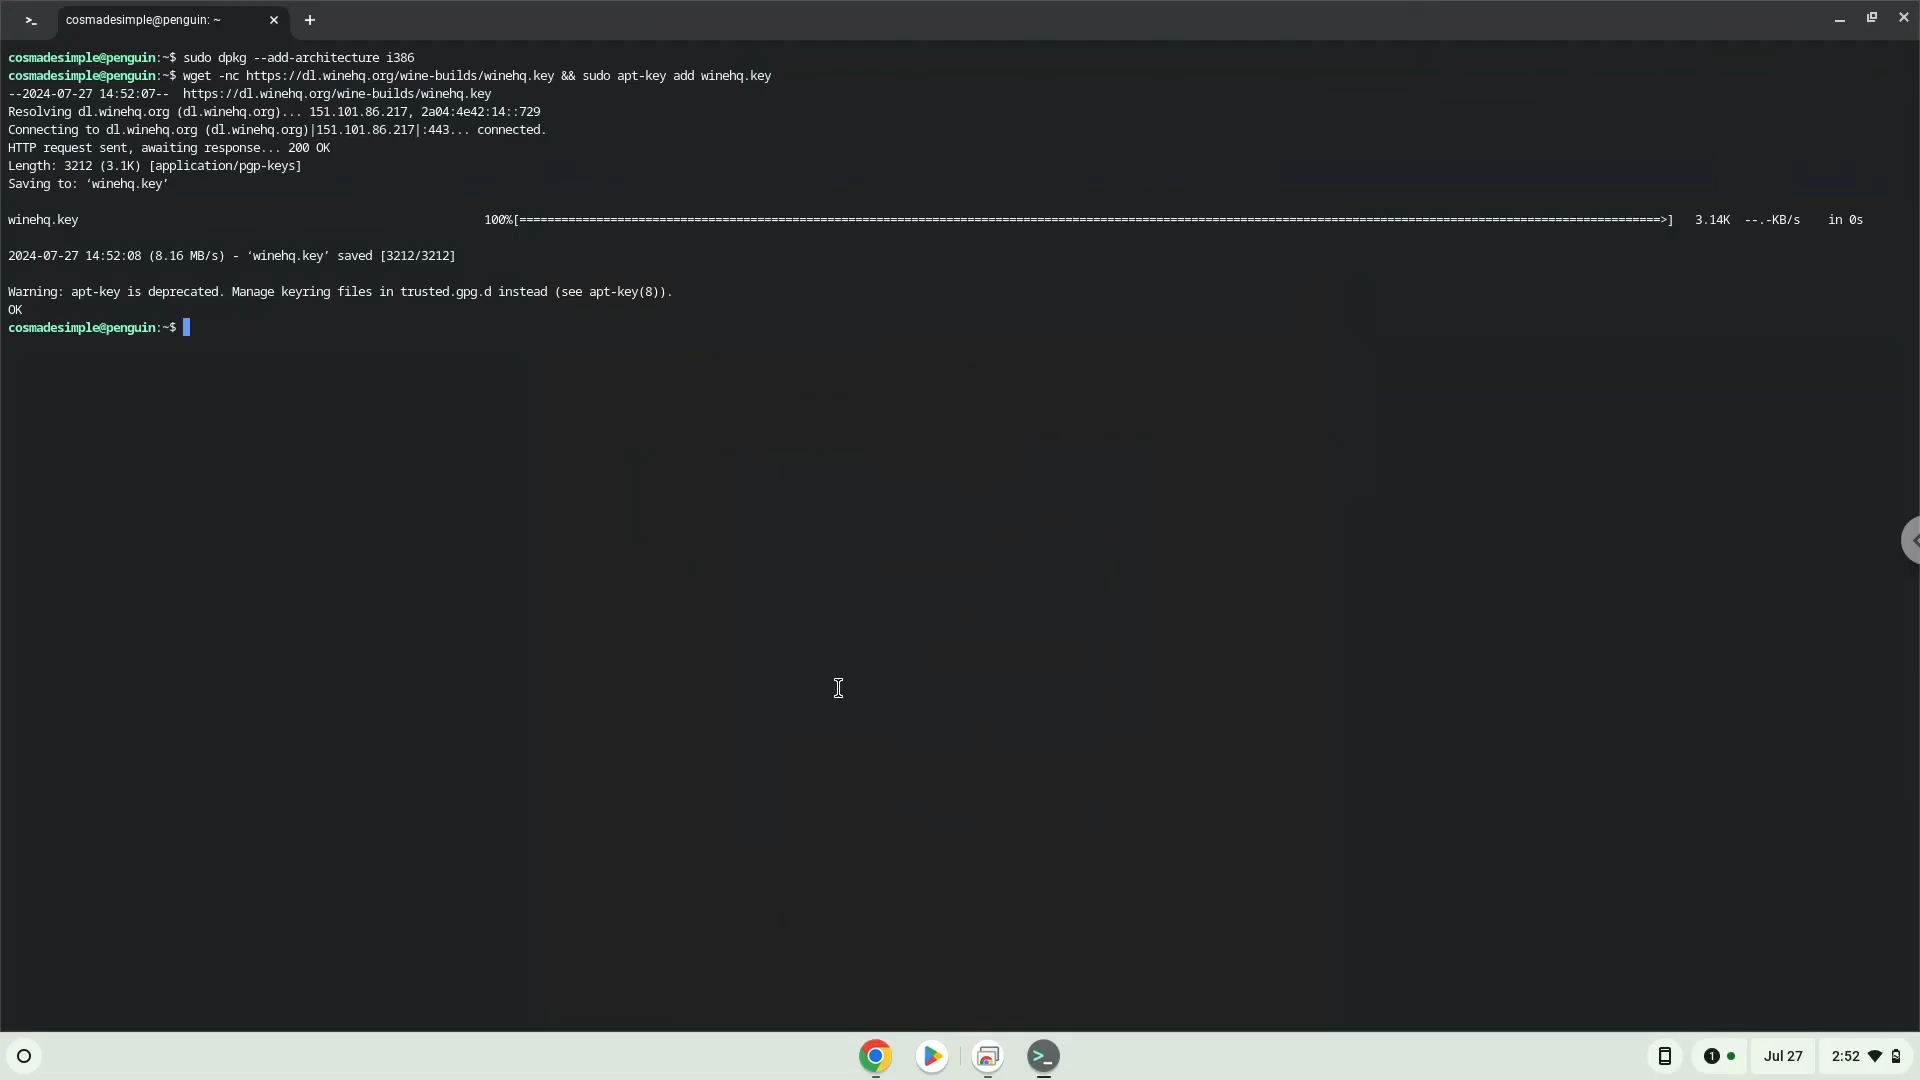 cosmadesimple@penguin: ~
cosmadesimple@penguin:~$ sudo dpkg --add-architecture i386
cosmadesimple@penguin:~$ wget -nc https://dl.winehq.org/wine-builds/winehq.key && sudo apt-key add winehq.key
--2024-07-27 14:52:07--  https://dl.winehq.org/wine-builds/winehq.key
Resolving dl.winehq.org (dl.winehq.org)... 151.101.86.217, 2a04:4e42:14::729
Connecting to dl.winehq.org (dl.winehq.org)|151.101.86.217|:443... connected.
HTTP request sent, awaiting response... 200 OK
Length: 3212 (3.1K) [application/pgp-keys]
Saving to: ‘winehq.key’
winehq.key 100%[===================================================================================================================================================================>] 3.14K --.-KB/s in 0s
2024-07-27 14:52:08 (8.16 MB/s) - ‘winehq.key’ saved [3212/3212]
Warning: apt-key is deprecated. Manage keyring files in trusted.gpg.d instead (see apt-key(8)).
OK
cosmadesimple@penguin:~$
1 Jul 27 2:52